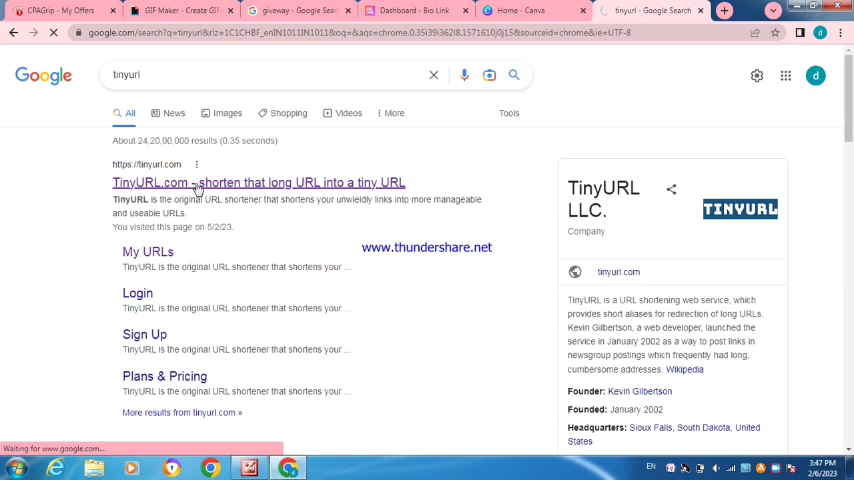 CPAGrip - My Offers
GIF Maker - Create GIF
giveway - Google Sear
Dashboard - Bio Link
Home - Canva
tinyurl - Google Search
google.com/search?q=tinyurl&rlz=1C1CHBF_enIN1011IN1011&oq=&aqs=chrome.0.35i39i362l8.1571610j0j15&sourceid=chrome&ie=UTF-8
d
Google
tinyurl
d
All
News
Images
Shopping
Videos
More
Tools
About 24,20,00,000 results (0.35 seconds)
https://tinyurl.com
TinyURL.com - shorten that long URL into a tiny URL
TinyURL is the original URL shortener that shortens your unwieldly links into more manageable
and useable URLs.
You visited this page on 5/2/23.
www.thundershare.net
My URLs
TinyURL is the original URL shortener that shortens your ...
Login
TinyURL is the original URL shortener that shortens your ...
Sign Up
TinyURL is the original URL shortener that shortens your ...
Plans & Pricing
TinyURL is the original URL shortener that shortens your ...
More results from tinyurl.com »
TinyURL
LLC.
TINYURL
Company
tinyurl.com
TinyURL is a URL shortening web service, which
provides short aliases for redirection of long URLs.
Kevin Gilbertson, a web developer, launched the
service in January 2002 as a way to post links in
newsgroup postings which frequently had long,
cumbersome addresses. Wikipedia
Founder: Kevin Gilbertson
Founded: January 2002
Headquarters: Sioux Falls, South Dakota, United
States
Waiting for www.google.com...
EN
3:47 PM
2/6/2023